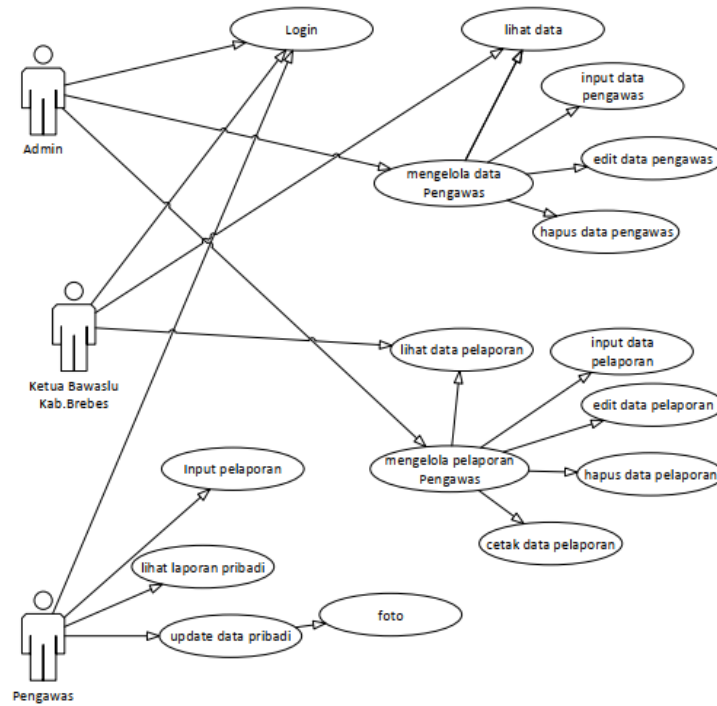 Login
lihat data
input data
pengawas
Admin
edit data pengawas
mengelola data
Pengawas
hapus data pengawas
Ketua Bawaslu
Kab.Brebes
lihat data pelaporan
input data
pelaporan
edit data pelaporan
mengelola pelaporan
Pengawas
hapus data pelaporan
Input pelaporan
cetak data pelaporan
lihat laporan pribadi
update data pribadi
foto
Pengawas